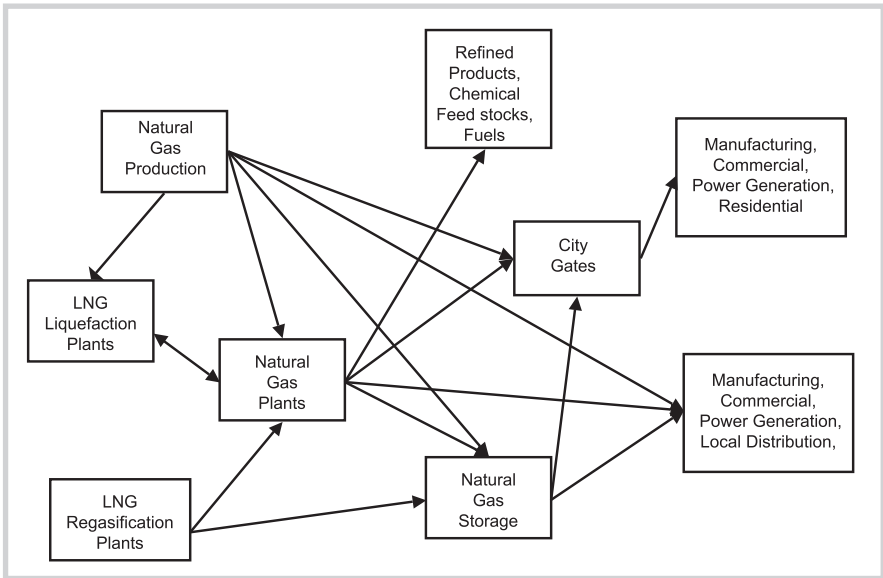 Refined
Products,
Chemical
Feed stocks,
Fuels
Natural
Gas
Production
Manufacturing,
Commercial,
Power Generation,
Residential
City
Gates
LNG
Liquefaction
Plants
Natural
Gas
Plants
Manufacturing,
Commercial,
Power Generation,
Local Distribution,
Natural
Gas
Storage
LNG
Regasification
Plants